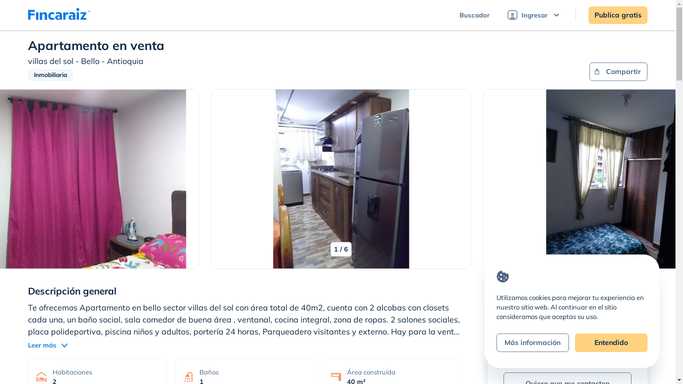 Fincaraiz
Buscador
Ingresar
Publica gratis
Apartamento en venta
villas del sol - Bello - Antioquia
Inmobiliaria
Compartir
1 / 6
Descripción general
Te ofrecemos Apartamento en bello sector villas del sol con área total de 40m2, cuenta con 2 alcobas con closets
cada una, un baño social, sala comedor de buena área , ventanal, cocina integral, zona de ropas. 2 salones sociales,
placa polideportiva, piscina niños y adultos, portería 24 horas, Parqueadero visitantes y externo. Hay para la vent...
Leer más
Habitaciones
2
Baños
1
Área construida
40 m²
Utilizamos cookies para mejorar tu experiencia en
nuestro sitio web. Al continuar en el sitio
consideramos que aceptas su uso.
Más información
Entendido
Quiero que me contacten